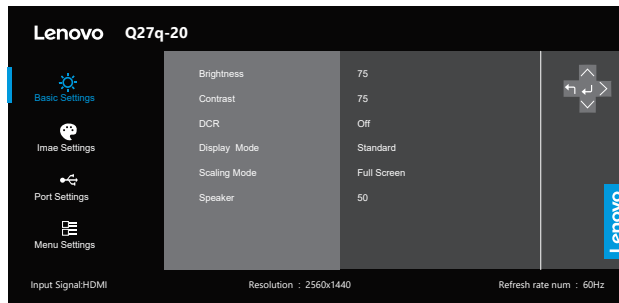 Lenovo Q27q-20
Basic Settings
Imae Settings
Port Settings
Menu Settings
Brightness 75
Contrast 75
DCR Off
Display Mode Standard
Scaling Mode Full Screen
Speaker 50
Lenovo
Input Signal:HDMI Resolution : 2560x1440 Refresh rate num : 60Hz